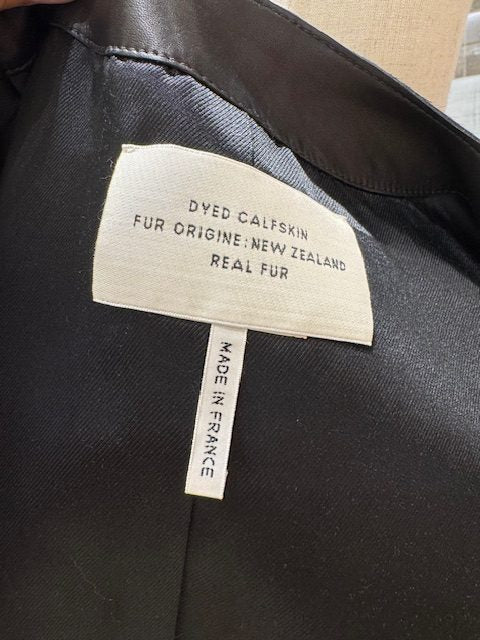 DYED CALFSKIN
FUR ORIGINE: NEW ZEALAND
REAL FUR
MADE IN FRANCE